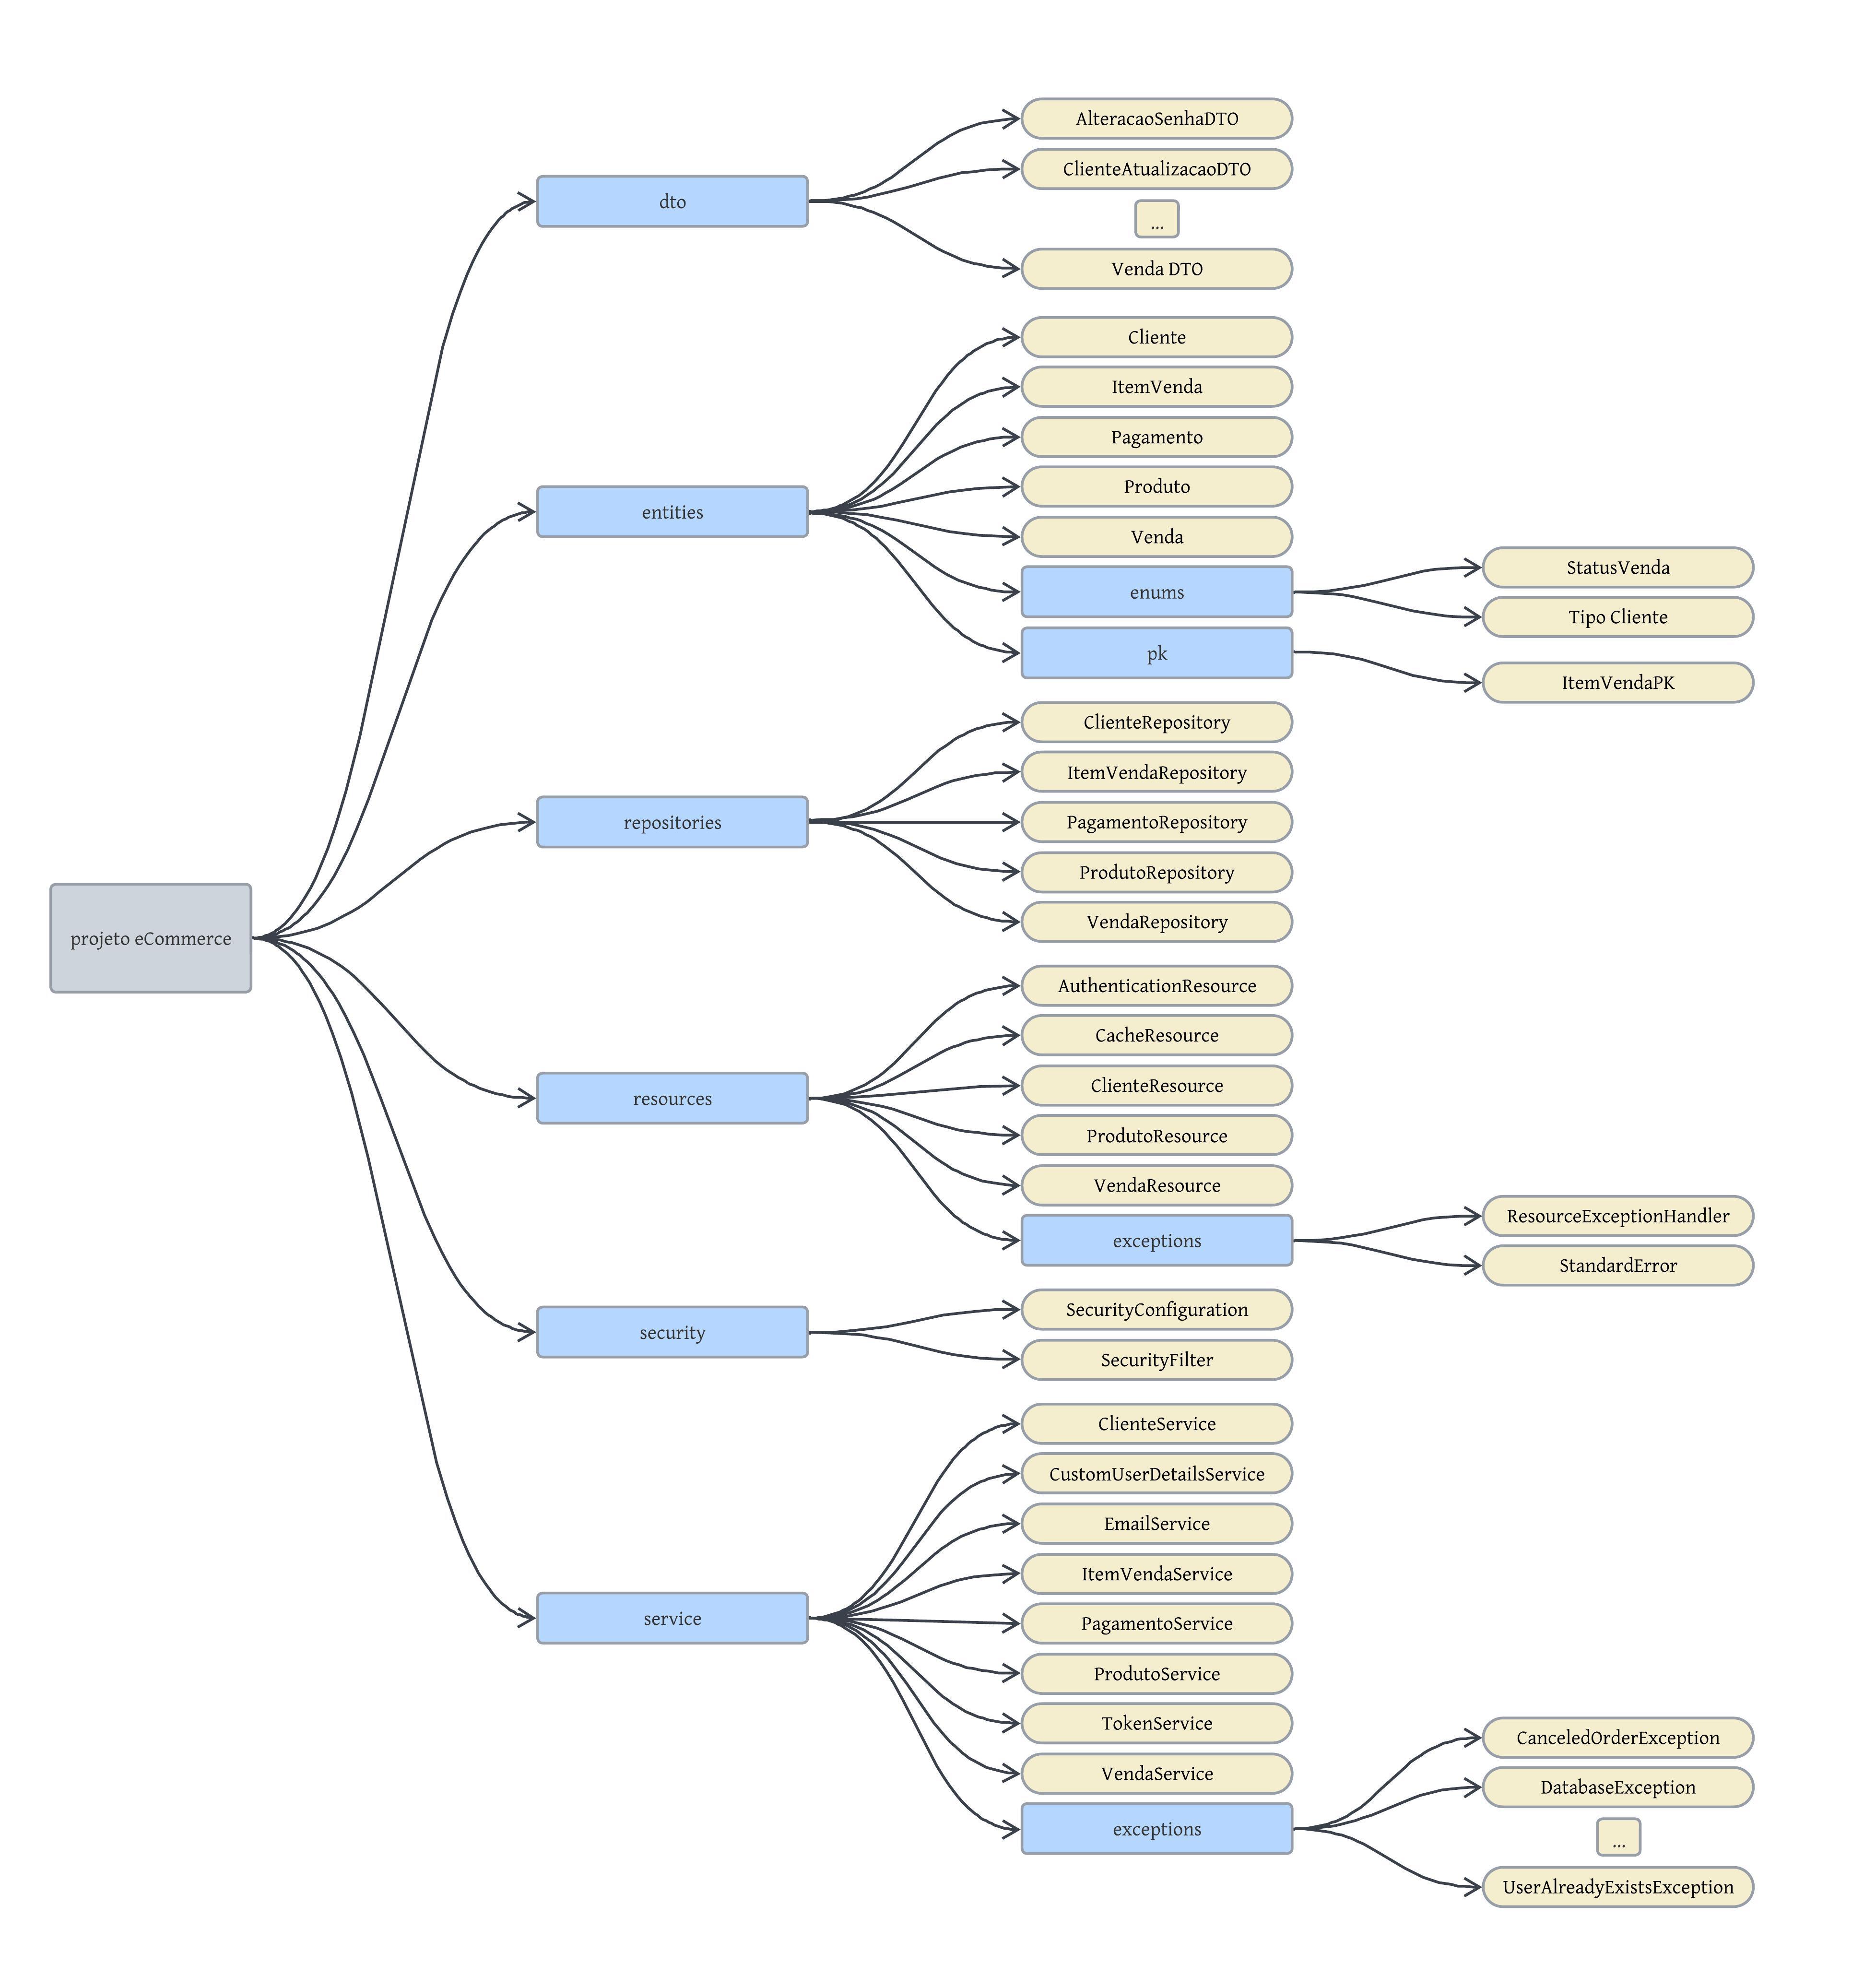 projeto eCommerce
dto
AlteracaoSenhaDTO
ClienteAtualizacaoDTO
...
Venda DTO
entities
Cliente
ItemVenda
Pagamento
Produto
Venda
enums
StatusVenda
Tipo Cliente
pk
ItemVendaPK
repositories
ClienteRepository
ItemVendaRepository
PagamentoRepository
ProdutoRepository
VendaRepository
resources
AuthenticationResource
CacheResource
ClienteResource
ProdutoResource
VendaResource
exceptions
ResourceExceptionHandler
StandardError
security
SecurityConfiguration
SecurityFilter
service
ClienteService
CustomUserDetailsService
EmailService
ItemVendaService
PagamentoService
ProdutoService
TokenService
VendaService
exceptions
CanceledOrderException
DatabaseException
...
UserAlreadyExistsException